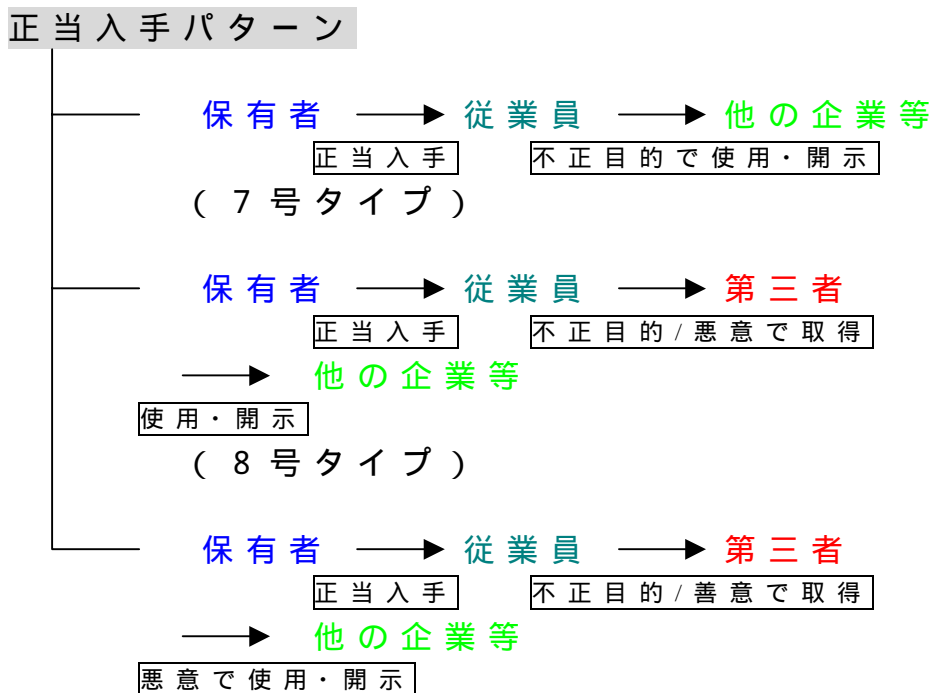 正当入手パターン
保有者 従業員 他の企業等
正当入手 不正目的で使用・開示
(7号タイプ)
保有者 従業員 第三者
正当入手 不正目的/悪意で取得
他の企業等
使用・開示
(8号タイプ)
保有者 従業員 第三者
正当入手 不正目的/善意で取得
他の企業等
悪意で使用・開示